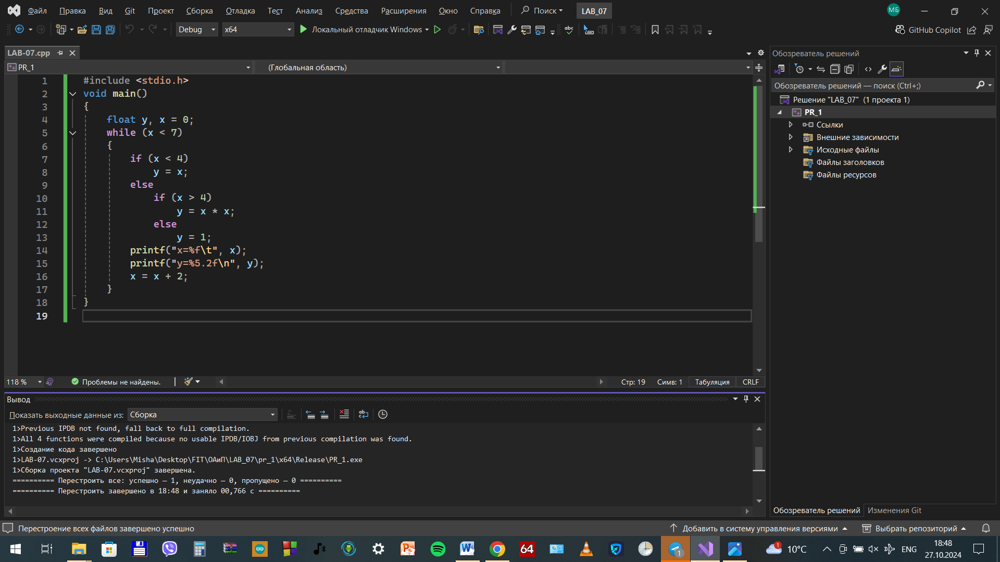 Файл Правка Вид Git Проект Сборка Отладка Тест Анализ Средства Расширения Окно Справка Поиск LAB_07 МБ
Debug x64 Локальный отладчик Windows GitHub Copilot
LAB-07.cpp
PR_1 (Глобальная область)
1 #include <stdio.h>
2 void main()
3 {
4 float y, x = 0;
5 while (x < 7)
6 {
7 if (x < 4)
8 y = x;
9 else
10 if (x > 4)
11 y = x * x;
12 else
13 y = 1;
14 printf("x=%f\t", x);
15 printf("y=%5.2f\n", y);
16 x = x + 2;
17 }
18 }
19
118 % Проблемы не найдены. Стр: 19 Симв: 1 Табуляция CRLF
Вывод
Показать выходные данные из: Сборка
1>Previous IPDB not found, fall back to full compilation.
1>All 4 functions were compiled because no usable IPDB/IOBJ from previous compilation was found.
1>Создание кода завершено
1>LAB-07.vcxproj -> C:\Users\Misha\Desktop\FIT\ОАиП\LAB_07\pr_1\x64\Release\PR_1.exe
1>Сборка проекта "LAB-07.vcxproj" завершена.
========== Перестроить все: успешно — 1, неудачно — 0, пропущено — 0 ==========
========== Перестроить завершено в 18:48 и заняло 00,766 с ==========
Обозреватель решений
Обозреватель решений — поиск (Ctrl+;)
Решение "LAB_07" (1 проекта 1)
PR_1
Ссылки
Внешние зависимости
Исходные файлы
Файлы заголовков
Файлы ресурсов
Обозреватель решений Изменения Git
Перестроение всех файлов завершено успешно Добавить в систему управления версиями Выбрать репозиторий
64 1 1 10°C ENG 18:48
27.10.2024